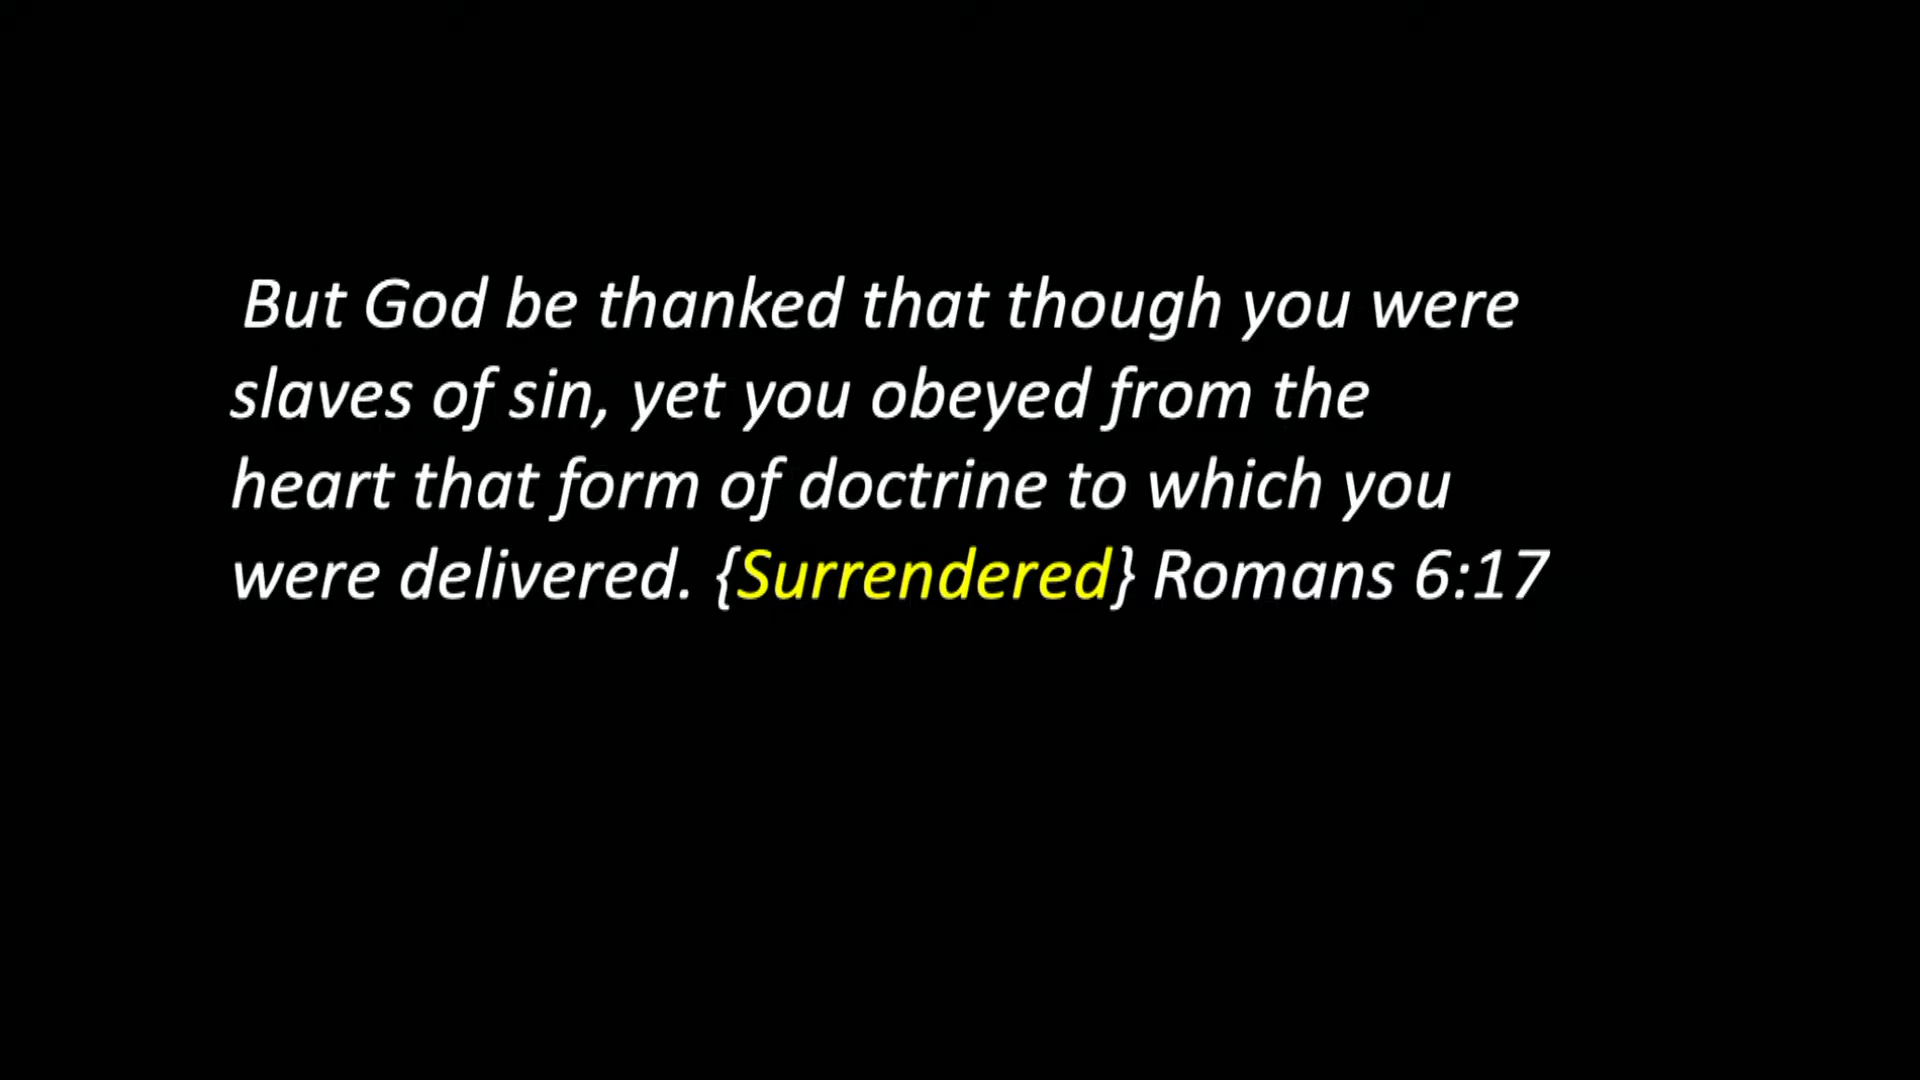 But God be thanked that though you were
slaves of sin, yet you obeyed from the
heart that form of doctrine to which you
were delivered. {Surrendered} Romans 6:17